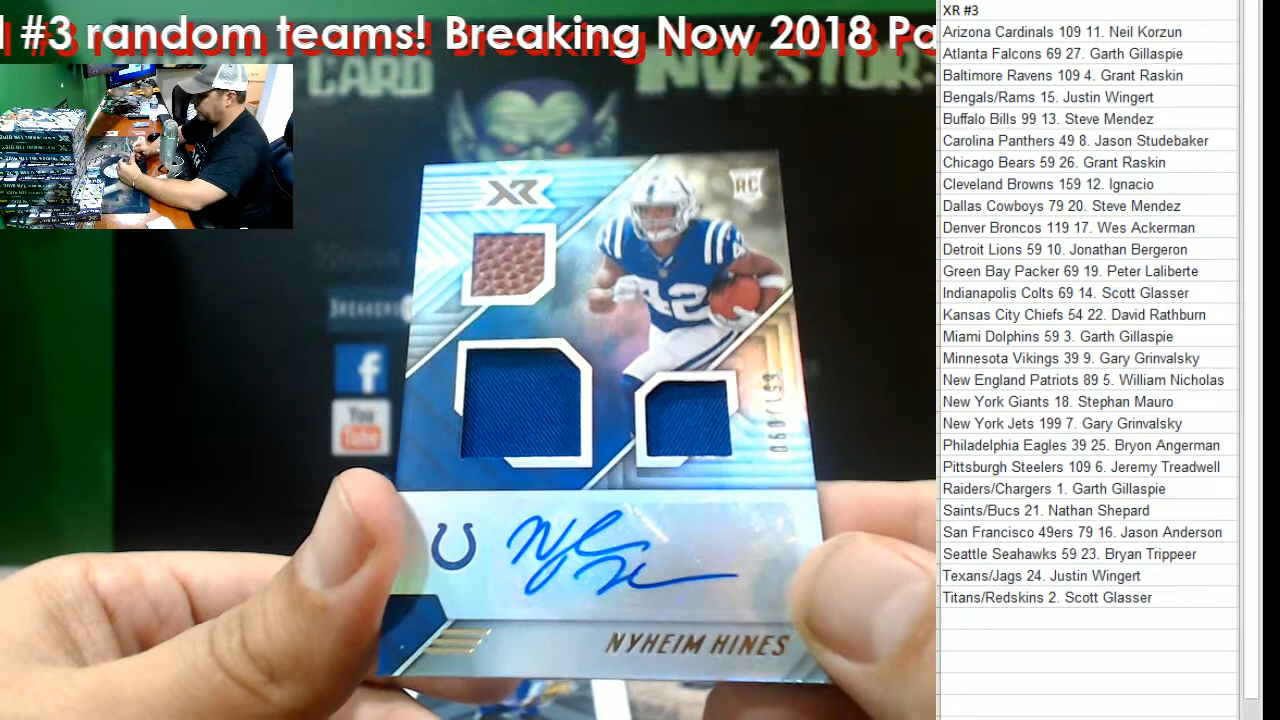 #3 random teams! Breaking Now 2018 Pa
CARD INVESTOR
XR
RC
42
BREAKERS
You
Tube
NYHEIM HINES
XR #3
Arizona Cardinals 109 11. Neil Korzun
Atlanta Falcons 69 27. Garth Gillaspie
Baltimore Ravens 109 4. Grant Raskin
Bengals/Rams 15. Justin Wingert
Buffalo Bills 99 13. Steve Mendez
Carolina Panthers 49 8. Jason Studebaker
Chicago Bears 59 26. Grant Raskin
Cleveland Browns 159 12. Ignacio
Dallas Cowboys 79 20. Steve Mendez
Denver Broncos 119 17. Wes Ackerman
Detroit Lions 59 10. Jonathan Bergeron
Green Bay Packer 69 19. Peter Laliberte
Indianapolis Colts 69 14. Scott Glasser
Kansas City Chiefs 54 22. David Rathburn
Miami Dolphins 59 3. Garth Gillaspie
Minnesota Vikings 39 9. Gary Grinvalsky
New England Patriots 89 5. William Nicholas
New York Giants 18. Stephan Mauro
New York Jets 199 7. Gary Grinvalsky
Philadelphia Eagles 39 25. Bryon Angerman
Pittsburgh Steelers 109 6. Jeremy Treadwell
Raiders/Chargers 1. Garth Gillaspie
Saints/Bucs 21. Nathan Shepard
San Francisco 49ers 79 16. Jason Anderson
Seattle Seahawks 59 23. Bryan Trippeer
Texans/Jags 24. Justin Wingert
Titans/Redskins 2. Scott Glasser